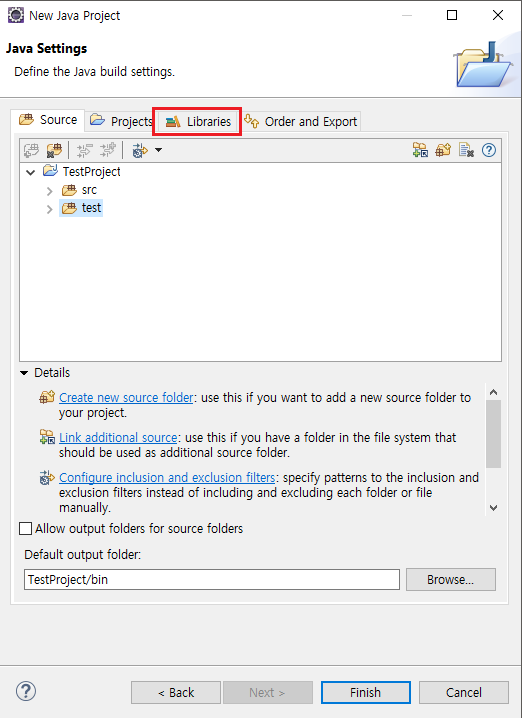 New Java Project
Java Settings
Define the Java build settings.
Source Projects Libraries Order and Export
TestProject
src
test
Details
Create new source folder: use this if you want to add a new source folder to
your project.
Link additional source: use this if you have a folder in the file system that
should be used as additional source folder.
Configure inclusion and exclusion filters: specify patterns to the inclusion and
exclusion filters instead of including and excluding each folder or file
manually.
Allow output folders for source folders
Default output folder:
TestProject/bin Browse...
< Back Next > Finish Cancel